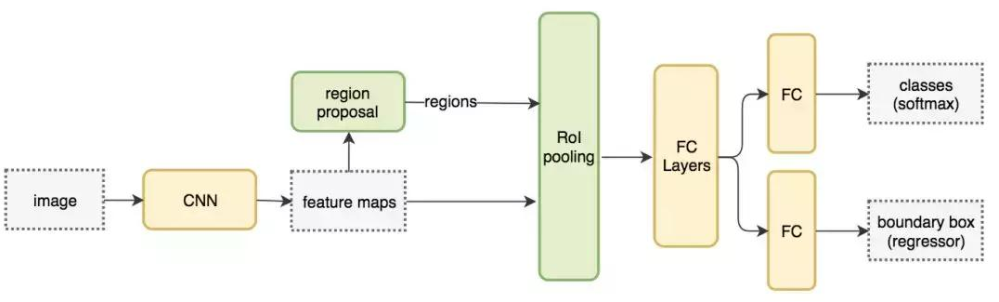 image
CNN
feature maps
region
proposal
regions
RoI
pooling
FC
Layers
FC
classes
(softmax)
FC
boundary box
(regressor)